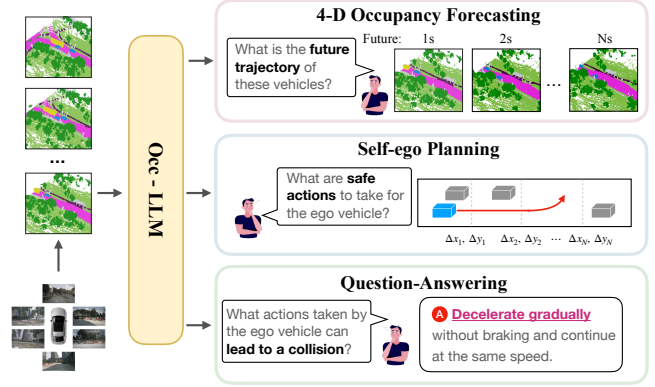 4-D Occupancy Forecasting
What is the future
trajectory of
these vehicles?
Future: 1s 2s Ns
...
...
Occ - LLM
Self-ego Planning
What are safe
actions to take for
the ego vehicle?
Δx₁, Δy₁ Δx₂, Δy₂ ... Δx_N, Δy_N
Question-Answering
What actions taken by
the ego vehicle can
lead to a collision?
A Decelerate gradually
without braking and continue
at the same speed.